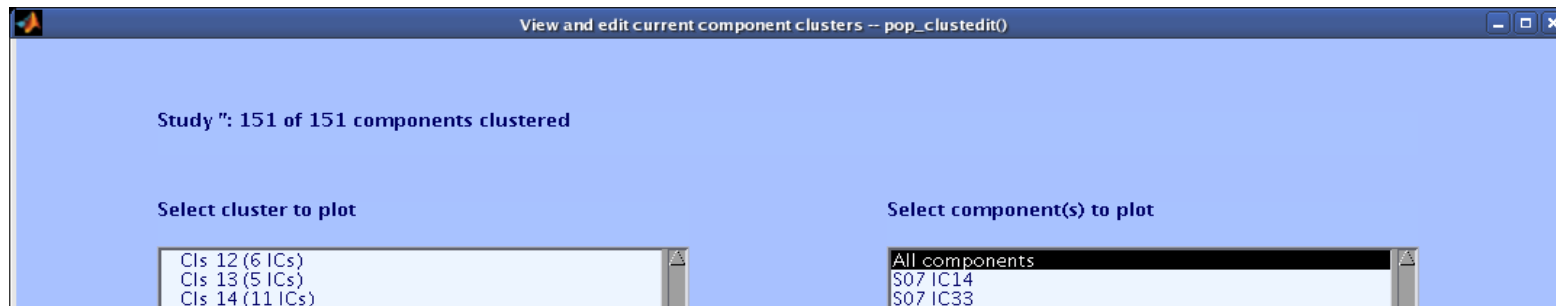 View and edit current component clusters -- pop_clustedit()
Study '': 151 of 151 components clustered
Select cluster to plot
Select component(s) to plot
Cls 12 (6 ICs)
Cls 13 (5 ICs)
Cls 14 (11 ICs)
All components
S07 IC14
S07 IC33